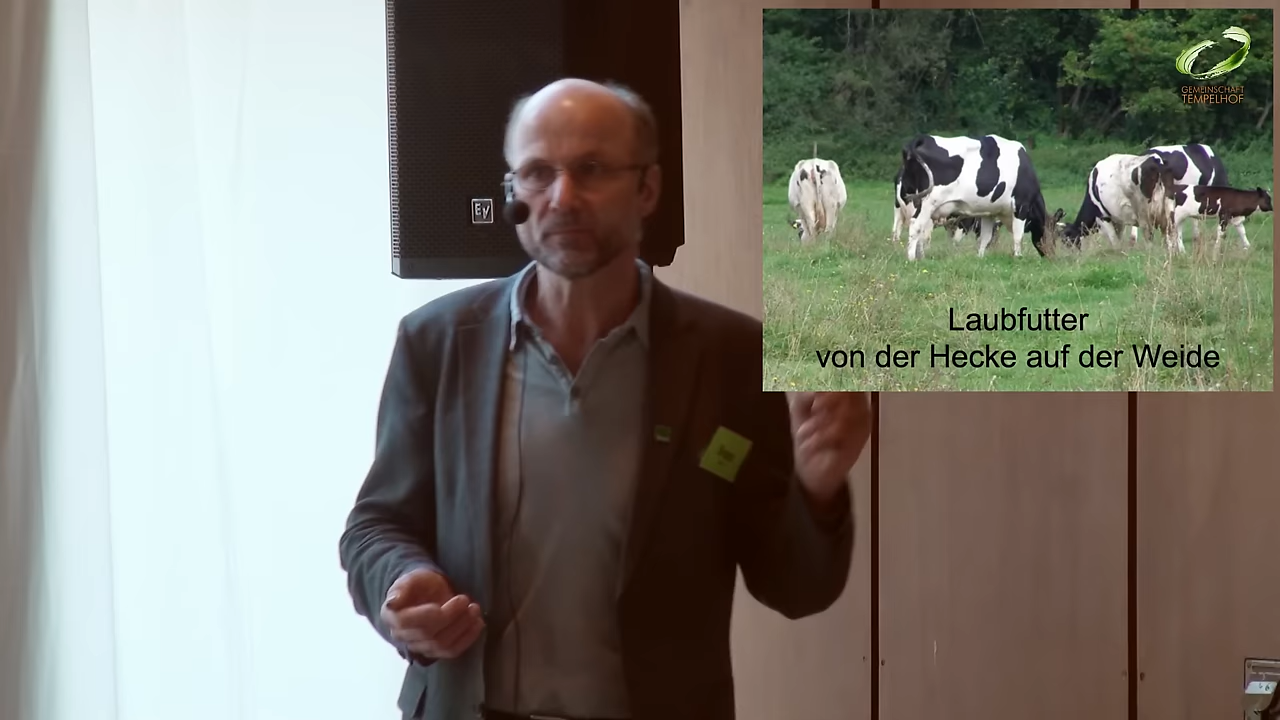 EV
GEMEINSCHAFT
TEMPELHOF
Laubfutter
von der Hecke auf der Weide